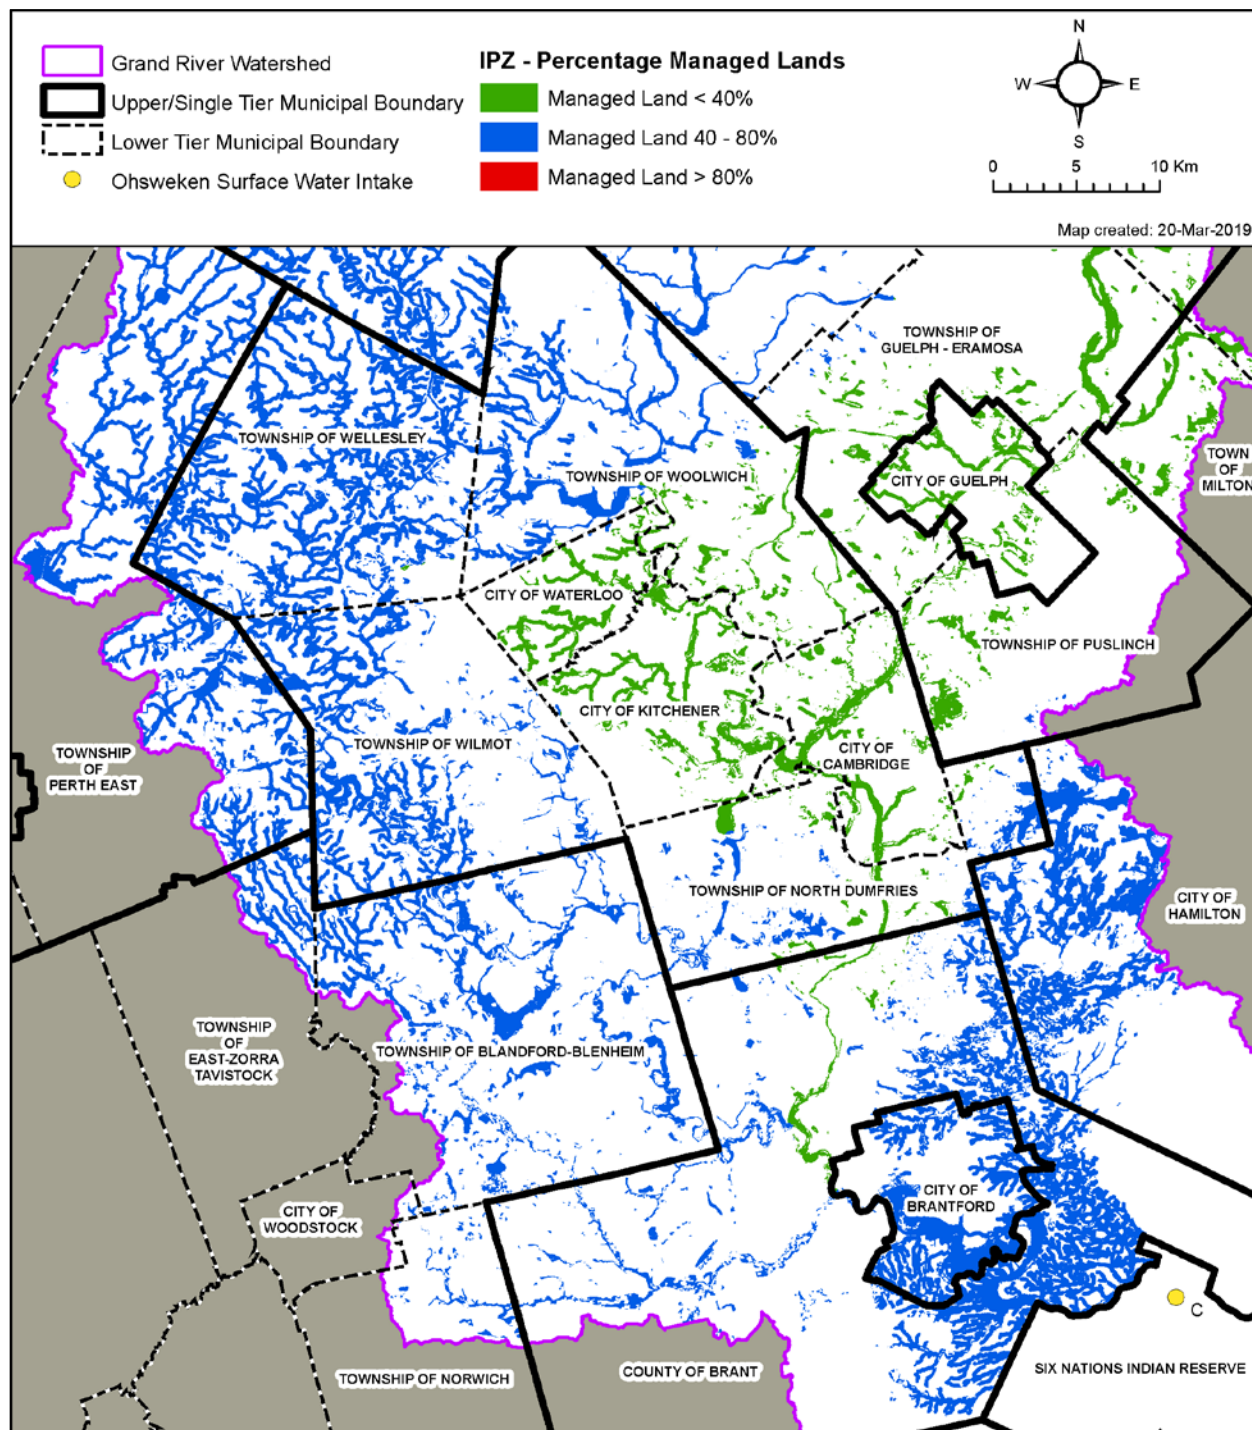 Grand River Watershed
Upper/Single Tier Municipal Boundary
Lower Tier Municipal Boundary
Ohsweken Surface Water Intake
IPZ - Percentage Managed Lands
Managed Land < 40%
Managed Land 40 - 80%
Managed Land > 80%
N
W
E
S
0 5 10 Km
Map created: 20-Mar-2019
TOWNSHIP OF
GUELPH - ERAMOSA
TOWNSHIP OF WELLESLEY
TOWNSHIP OF WOOLWICH
CITY OF GUELPH
TOWN
OF
MILTON
CITY OF WATERLOO
TOWNSHIP OF PUSLINCH
CITY OF KITCHENER
TOWNSHIP OF WILMOT
CITY OF
CAMBRIDGE
TOWNSHIP
OF
PERTH EAST
TOWNSHIP OF NORTH DUMFRIES
CITY OF
HAMILTON
TOWNSHIP
OF
EAST-ZORRA
TAVISTOCK
TOWNSHIP OF BLANDFORD-BLENHEIM
CITY OF
WOODSTOCK
CITY OF
BRANTFORD
C
TOWNSHIP OF NORWICH
COUNTY OF BRANT
SIX NATIONS INDIAN RESERVE